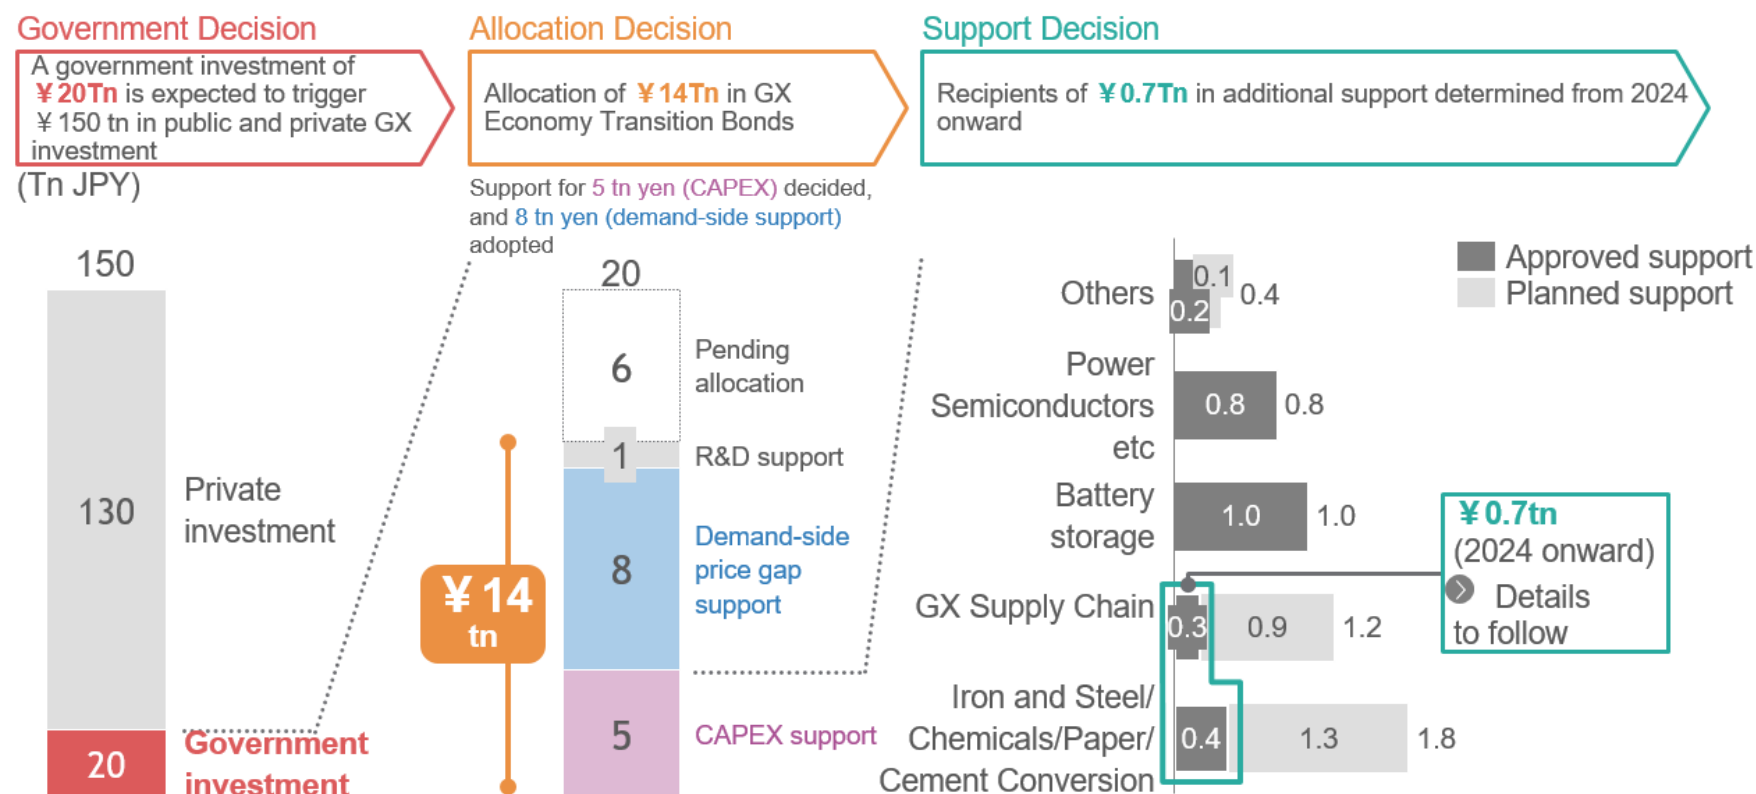 Government Decision
A government investment of
¥20Tn is expected to trigger
¥150 tn in public and private GX
investment
(Tn JPY)
150
130
Private
investment
20
Government
investment
Allocation Decision
Allocation of ¥14Tn in GX
Economy Transition Bonds
Support for 5 tn yen (CAPEX) decided,
and 8 tn yen (demand-side support)
adopted
20
6
Pending
allocation
1
R&D support
8
Demand-side
price gap
support
¥14
tn
5
CAPEX support
Support Decision
Recipients of ¥0.7Tn in additional support determined from 2024
onward
Approved support
Planned support
Others
0.1
0.2
0.4
Power
Semiconductors
etc
0.8
0.8
Battery
storage
1.0
1.0
GX Supply Chain
0.3
0.9
1.2
¥0.7tn
(2024 onward)
Details
to follow
Iron and Steel/
Chemicals/Paper/
Cement Conversion
0.4
1.3
1.8